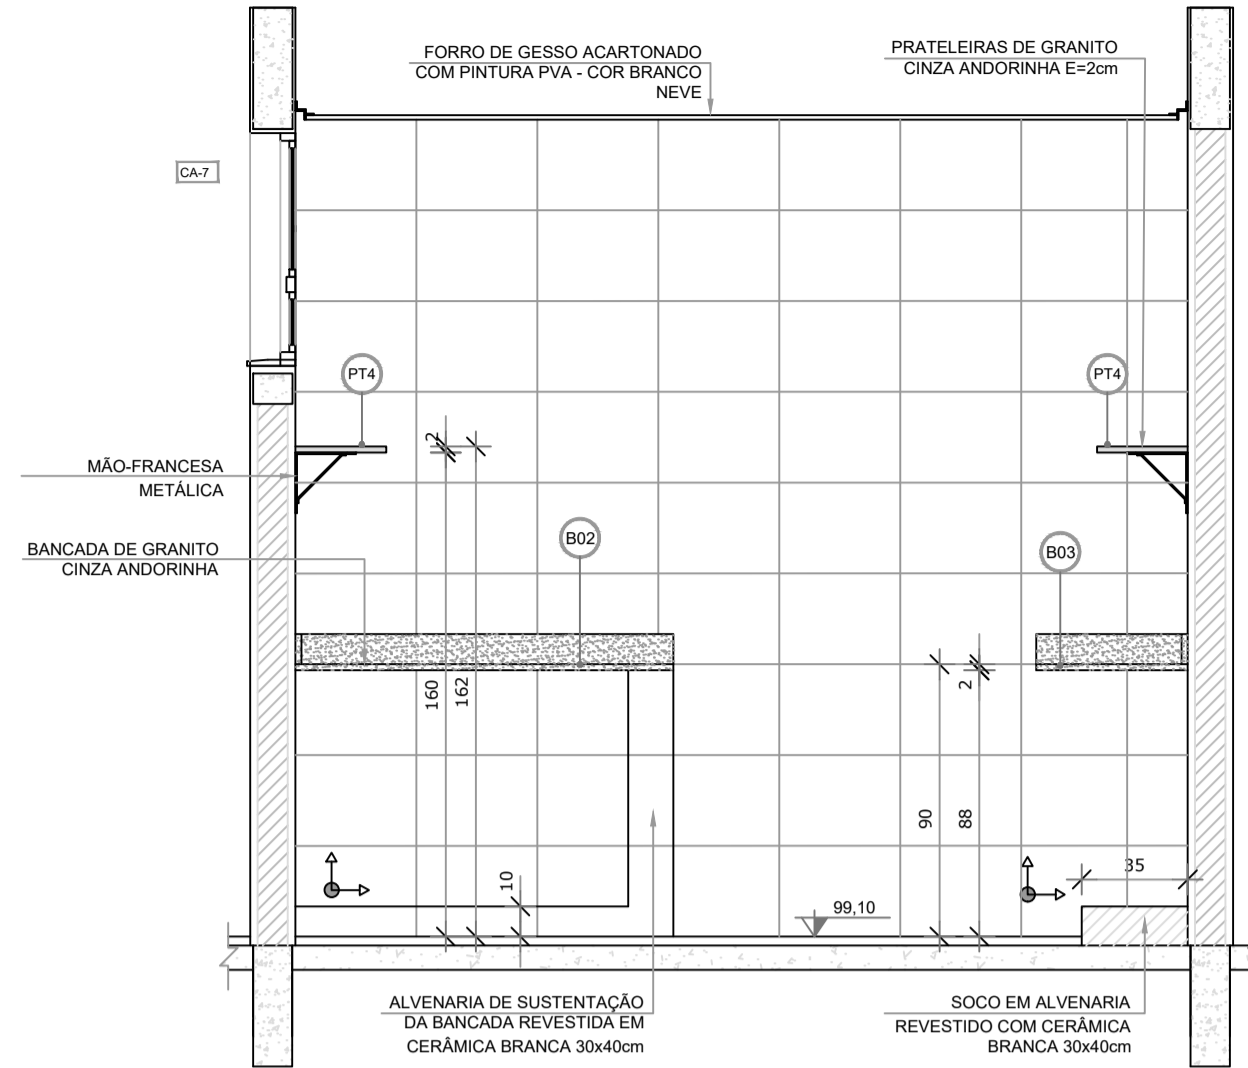 FORRO DE GESSO ACARTONADO
COM PINTURA PVA - COR BRANCO
NEVE
PRATELEIRAS DE GRANITO
CINZA ANDORINHA E=2cm
CA-7
PT4
PT4
2
MÃO-FRANCESA
METÁLICA
BANCADA DE GRANITO
CINZA ANDORINHA
B02
B03
160
162
2
90
88
10
35
99,10
ALVENARIA DE SUSTENTAÇÃO
DA BANCADA REVESTIDA EM
CERÂMICA BRANCA 30x40cm
SOCO EM ALVENARIA
REVESTIDO COM CERÂMICA
BRANCA 30x40cm